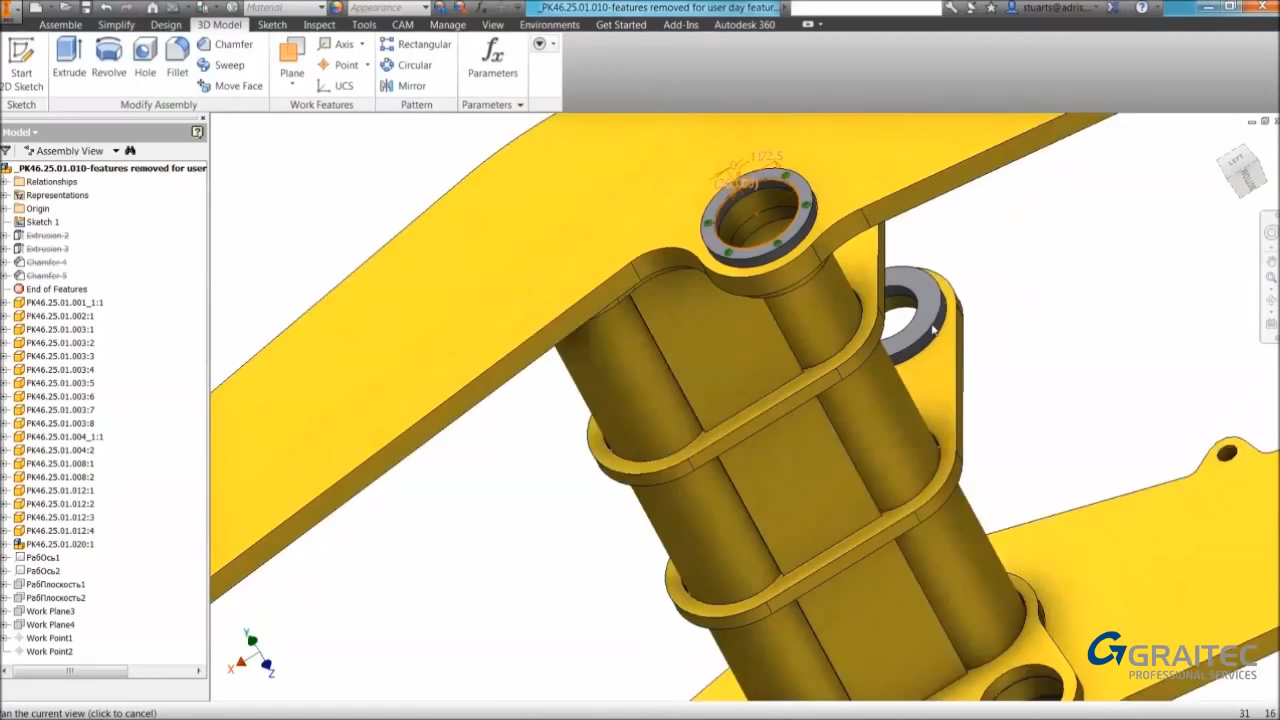 Material
Appearance
_PK46.25.01.010-features removed for user day featur...
stuarts@adris...
Assemble Simplify Design 3D Model Sketch Inspect Tools CAM Manage View Environments Get Started Add-Ins Autodesk 360
Start
2D Sketch
Extrude Revolve Hole Fillet
Chamfer
Sweep
Move Face
Plane
Axis
Point
UCS
Rectangular
Circular
Mirror
fx
Parameters
Sketch Modify Assembly Work Features Pattern Parameters
Model
Assembly View
_PK46.25.01.010-features removed for user
Relationships
Representations
Origin
Sketch 1
Extrusion 2
Extrusion 3
Chamfer 4
Chamfer 5
End of Features
PK46.25.01.001_1:1
PK46.25.01.002:1
PK46.25.01.003:1
PK46.25.01.003:2
PK46.25.01.003:3
PK46.25.01.003:4
PK46.25.01.003:5
PK46.25.01.003:6
PK46.25.01.003:7
PK46.25.01.003:8
PK46.25.01.004_1:1
PK46.25.01.004:2
PK46.25.01.008:1
PK46.25.01.008:2
PK46.25.01.012:1
PK46.25.01.012:2
PK46.25.01.012:3
PK46.25.01.012:4
PK46.25.01.020:1
РабОсь1
РабОсь2
РабПлоскость1
РабПлоскость2
Work Plane3
Work Plane4
Work Point1
Work Point2
LEFT
Y
X
Z
GRAITEC
PROFESSIONAL SERVICES
an the current view (click to cancel)
31 16